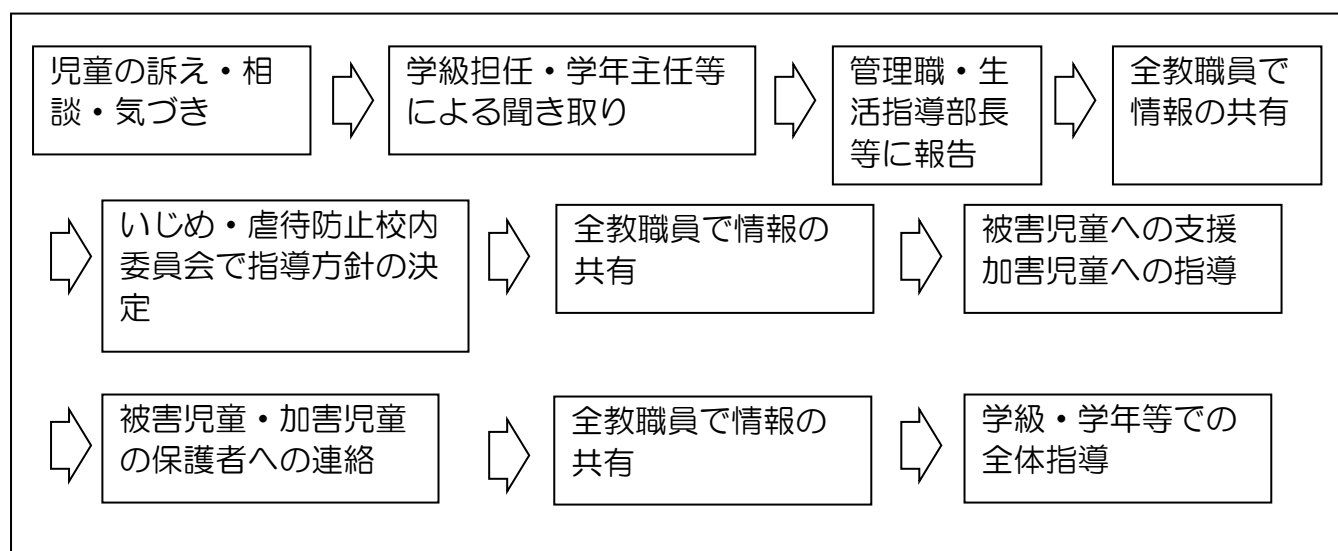 児童の訴え・相
談・気づき
学級担任・学年主任等
による聞き取り
管理職・生
活指導部長
等に報告
全教職員で
情報の共有
いじめ・虐待防止校内
委員会で指導方針の決
定
全教職員で情報の
共有
被害児童への支援
加害児童への指導
被害児童・加害児童
の保護者への連絡
全教職員で情報の
共有
学級・学年等での
全体指導